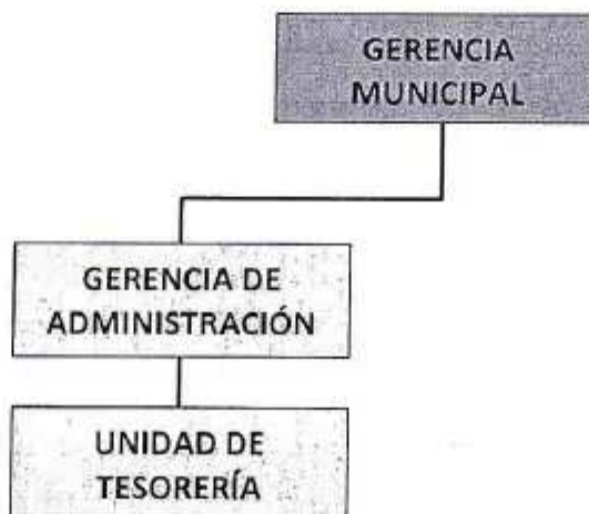 GERENCIA
MUNICIPAL
GERENCIA DE
ADMINISTRACIÓN
UNIDAD DE
TESORERÍA